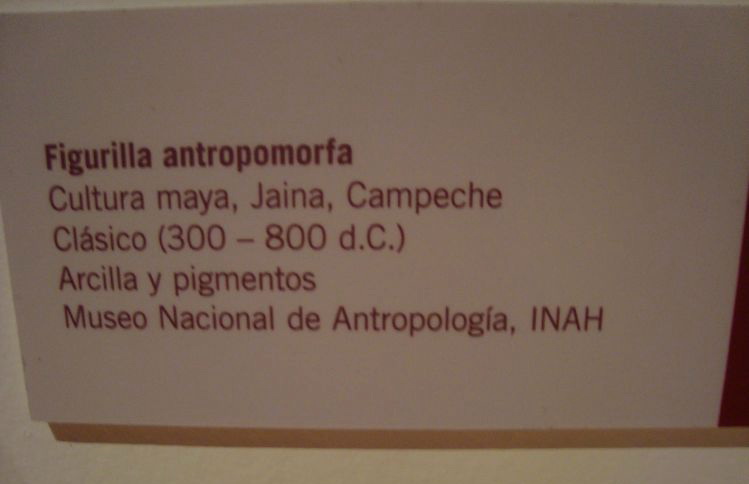 Figurilla antropomorfa
Cultura maya, Jaina, Campeche
Clásico (300 – 800 d.C.)
Arcilla y pigmentos
Museo Nacional de Antropología, INAH